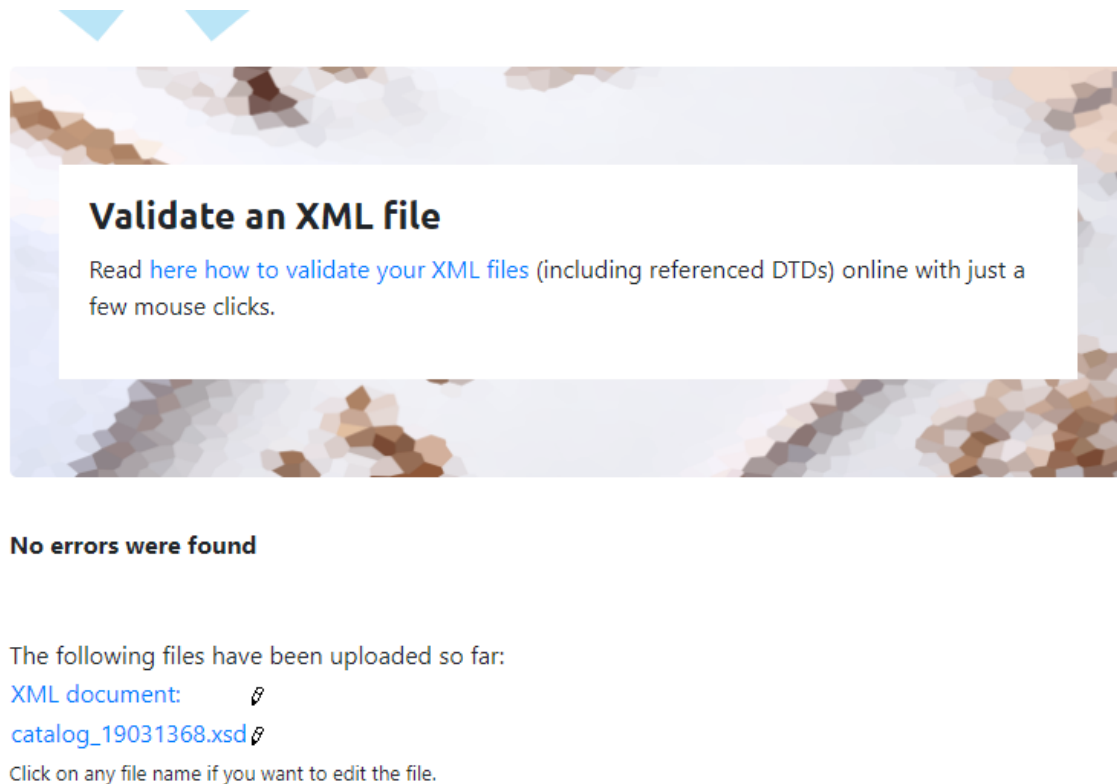 Validate an XML file
Read here how to validate your XML files (including referenced DTDs) online with just a
few mouse clicks.
No errors were found
The following files have been uploaded so far:
XML document:
catalog_19031368.xsd
Click on any file name if you want to edit the file.